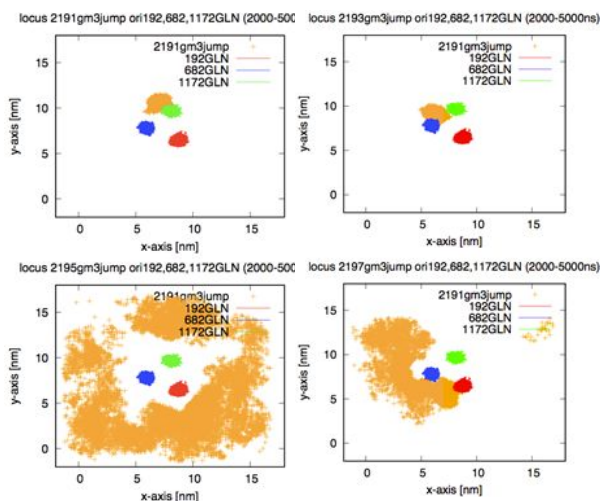 locus 2191gm3jump ori192,682,1172GLN (2000-500
2191gm3jump
192GLN
682GLN
1172GLN
y-axis [nm]
15
10
5
0
0
5
10
15
x-axis [nm]
locus 2193gm3jump ori192,682,1172GLN (2000-5000ns)
2191gm3jump
192GLN
682GLN
1172GLN
y-axis [nm]
15
10
5
0
0
5
10
15
x-axis [nm]
locus 2195gm3jump ori192,682,1172GLN (2000-500
2191gm3jump
192GLN
682GLN
1172GLN
y-axis [nm]
15
10
5
0
0
5
10
15
x-axis [nm]
locus 2197gm3jump ori192,682,1172GLN (2000-5000ns)
2191gm3jump
192GLN
682GLN
1172GLN
y-axis [nm]
15
10
5
0
0
5
10
15
x-axis [nm]